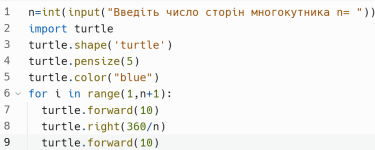 1 n=int(input("Введіть число сторін многокутника n= "))
2 import turtle
3 turtle.shape('turtle')
4 turtle.pensize(5)
5 turtle.color("blue")
6 for i in range(1,n+1):
7 turtle.forward(10)
8 turtle.right(360/n)
9 turtle.forward(10)